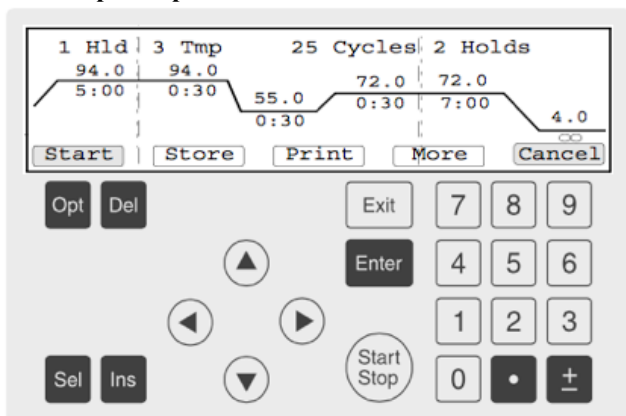 1 Hld 3 Tmp 25 Cycles 2 Holds
94.0 94.0 72.0 72.0
5:00 0:30 55.0 0:30 7:00
0:30 4.0
∞
Start Store Print More Cancel
Opt Del Exit 7 8 9
Enter 4 5 6
1 2 3
Sel Ins Start Stop 0 • ±